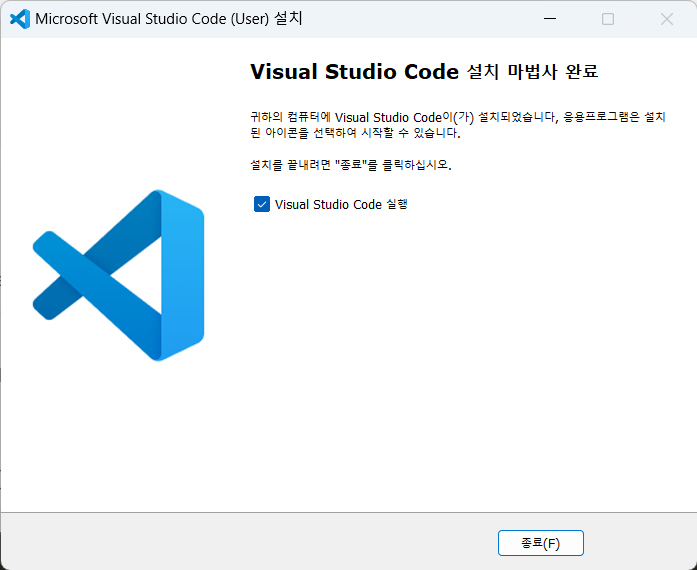 Microsoft Visual Studio Code (User) 설치
Visual Studio Code 설치 마법사 완료
귀하의 컴퓨터에 Visual Studio Code이(가) 설치되었습니다, 응용프로그램은 설치
된 아이콘을 선택하여 시작할 수 있습니다.
설치를 끝내려면 "종료"를 클릭하십시오.
Visual Studio Code 실행
종료(F)